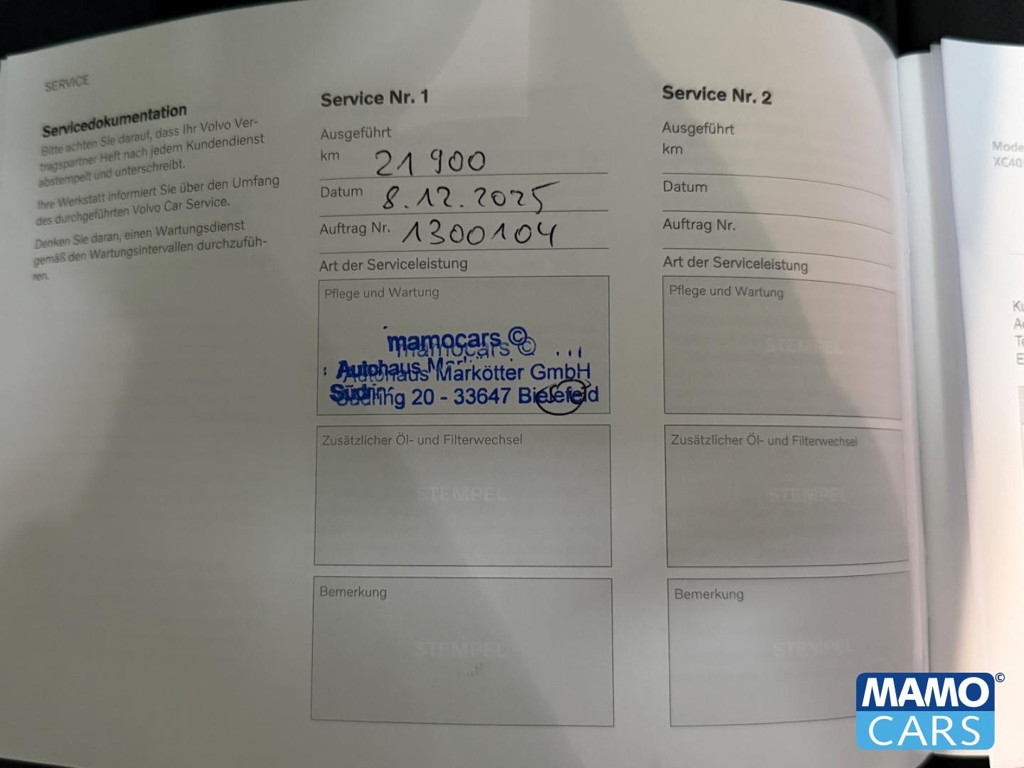 SERVICE
Servicedokumentation
Bitte achten Sie darauf, dass Ihr Volvo Ver-
tragspartner Heft nach jedem Kundendienst
abstempelt und unterschreibt.
Ihre Werkstatt informiert Sie über den Umfang
des durchgeführten Volvo Car Service.
Denken Sie daran, einen Wartungsdienst
gemäß den Wartungsintervallen durchzufüh-
ren.
Service Nr. 1
Ausgeführt
km 21 900
Datum 8.12.2025
Auftrag Nr. 1300104
Art der Serviceleistung
Pflege und Wartung
mamocars ©
Autohaus Markötter GmbH
Südring 20 - 33647 Bielefeld
Zusätzlicher Öl- und Filterwechsel
STEMPEL
Bemerkung
STEMPEL
Service Nr. 2
Ausgeführt
km
Datum
Auftrag Nr.
Art der Serviceleistung
Pflege und Wartung
STEMPEL
Zusätzlicher Öl- und Filterwechsel
STEMPEL
Bemerkung
STEMPEL
Mode
XC40
MAMO ©
CARS